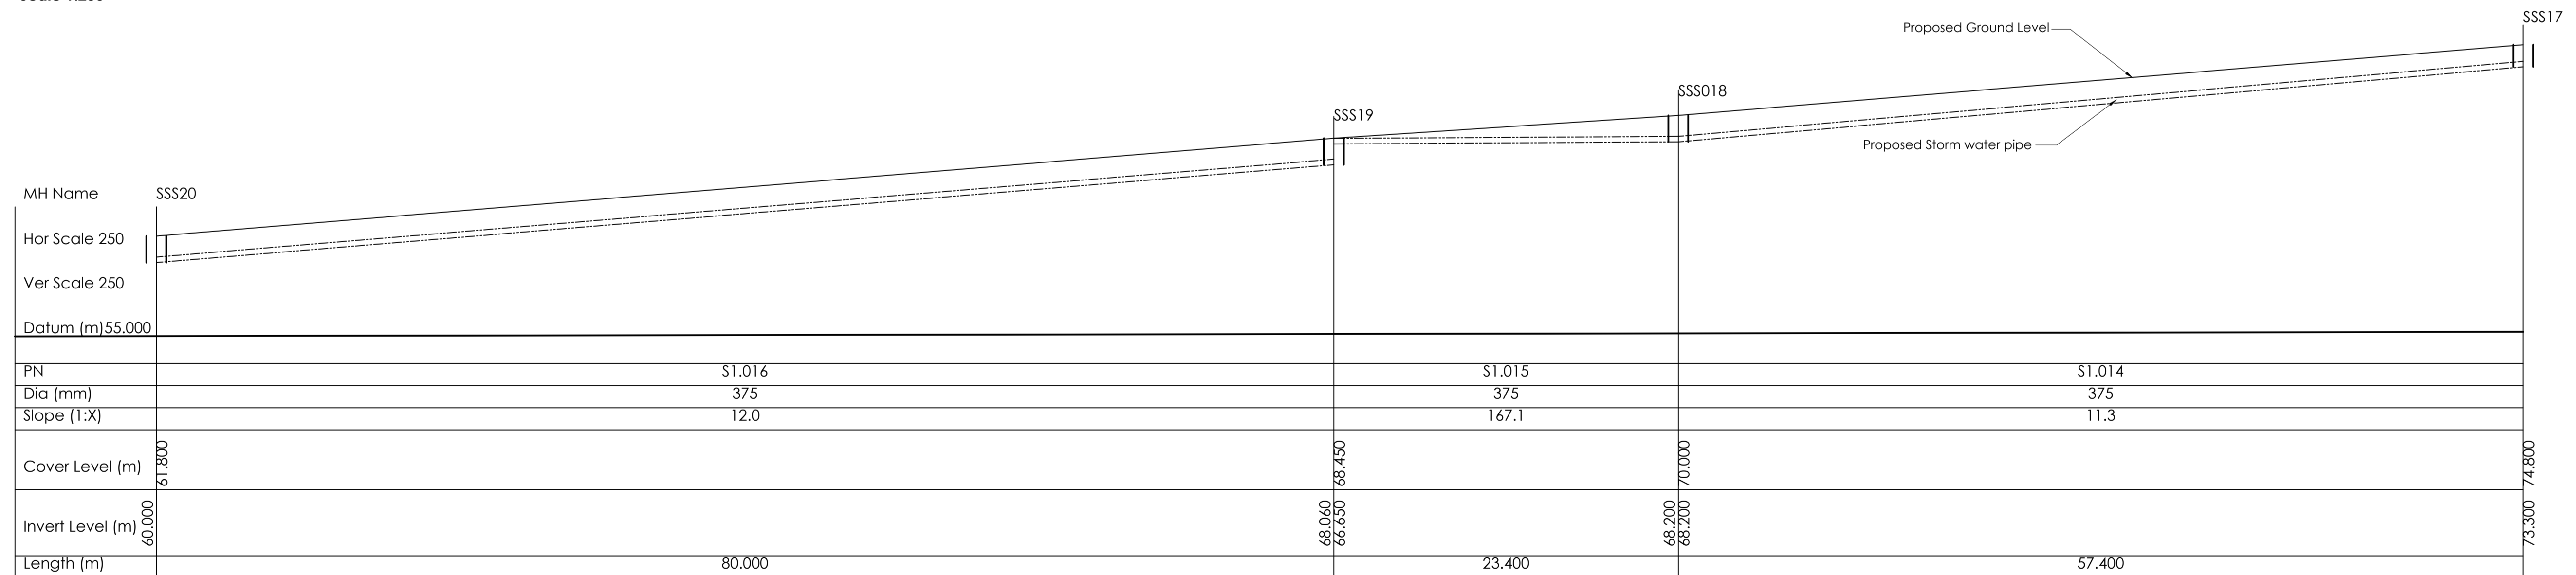 SSS17
Proposed Ground Level
SSS018
SSS19
Proposed Storm water pipe
MH Name
SSS20
Hor Scale 250
Ver Scale 250
Datum (m)55.000
PN S1.016 S1.015 S1.014
Dia (mm) 375 375 375
Slope (1:X) 12.0 167.1 11.3
Cover Level (m) 61.800 68.450 70.000 74.800
Invert Level (m) 60.000 68.060 66.650 68.200 68.200 73.300
Length (m) 80.000 23.400 57.400